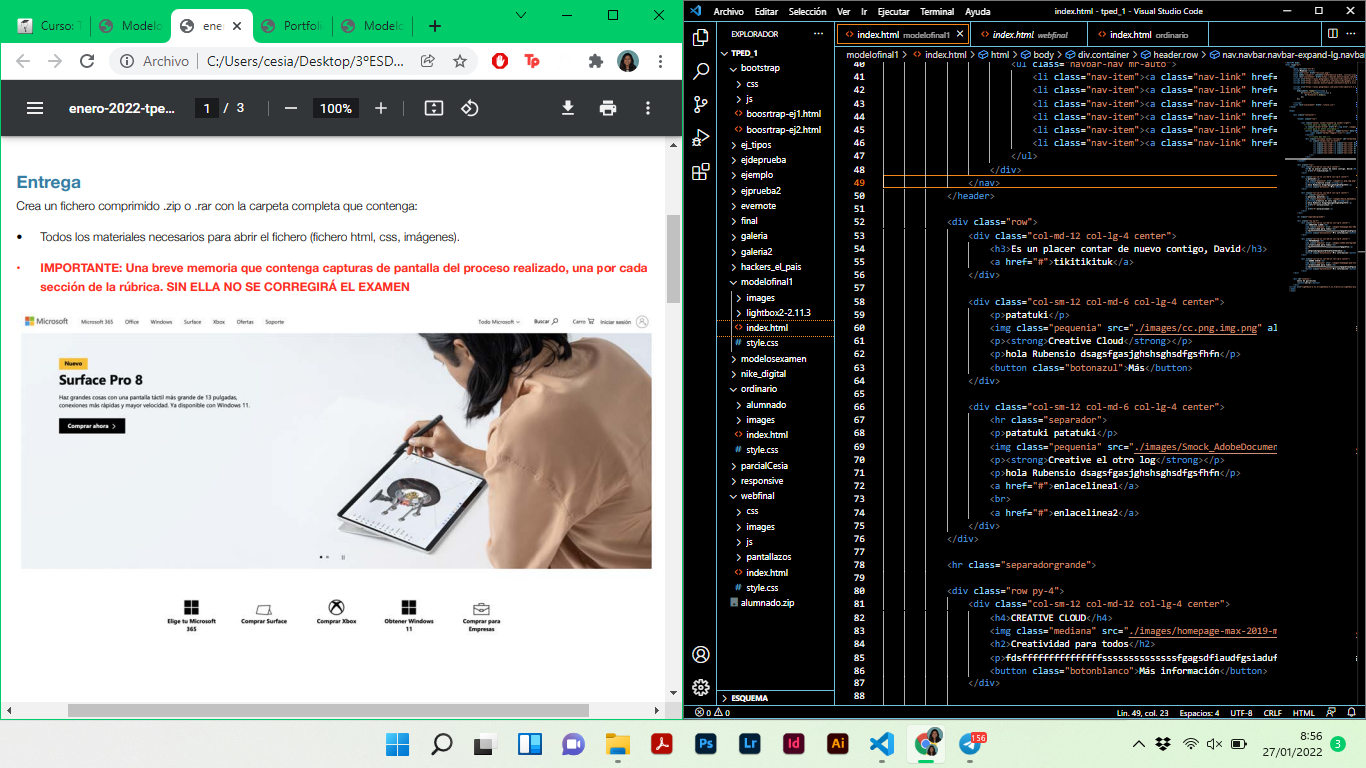 Curso: T
Modelo
ene
Portfoli
Modelo
Archivo
C:/Users/cesia/Desktop/3ºESD...
enero-2022-tpe...
1 / 3
100%
Entrega
Crea un fichero comprimido .zip o .rar con la carpeta completa que contenga:
• Todos los materiales necesarios para abrir el fichero (fichero html, css, imágenes).
• IMPORTANTE: Una breve memoria que contenga capturas de pantalla del proceso realizado, una por cada
sección de la rúbrica. SIN ELLA NO SE CORREGIRÁ EL EXAMEN
Microsoft Microsoft 365 Office Windows Surface Xbox Ofertas Soporte Todo Microsoft Buscar Carro Iniciar sesión
Nuevo
Surface Pro 8
Haz grandes cosas con una pantalla táctil más grande de 13 pulgadas,
conexiones más rápidas y mayor velocidad. Ya disponible con Windows 11.
Comprar ahora >
Elige tu Microsoft
365
Comprar Surface
Comprar Xbox
Obtener Windows
11
Comprar para
Empresas
Archivo Editar Selección Ver Ir Ejecutar Terminal Ayuda
index.html - tped_1 - Visual Studio Code
EXPLORADOR
TPED_1
bootstrap
css
js
boosrtrap-ej1.html
boosrtrap-ej2.html
ej_tipos
ejdeprueba
ejemplo
ejprueba2
evernote
final
galeria
galeria2
hackers_el_pais
modelofinal1
images
lightbox2-2.11.3
index.html
style.css
modelosexamen
nike_digital
ordinario
alumnado
images
index.html
style.css
parcialCesia
responsive
webfinal
css
images
js
pantallazos
index.html
style.css
alumnado.zip
ESQUEMA
index.html modelofinal1
index.html webfinal
index.html ordinario
modelofinal1 > index.html > html > body > div.container > header.row > nav.navbar.navbar-expand-lg.navbar
40 <ul class="navbar-nav mr-auto">
41 <li class="nav-item"><a class="nav-link" href=
42 <li class="nav-item"><a class="nav-link" href=
43 <li class="nav-item"><a class="nav-link" href=
44 <li class="nav-item"><a class="nav-link" href=
45 <li class="nav-item"><a class="nav-link" href=
46 <li class="nav-item"><a class="nav-link" href=
47 </ul>
48 </div>
49 </nav>
50 </header>
51
52 <div class="row">
53 <div class="col-md-12 col-lg-4 center">
54 <h3>Es un placer contar de nuevo contigo, David</h3>
55 <a href="#">tikitikituk</a>
56 </div>
57
58 <div class="col-sm-12 col-md-6 col-lg-4 center">
59 <p>patatuki</p>
60 <img class="pequenia" src="./images/cc.png.img.png" al
61 <p><strong>Creative Cloud</strong></p>
62 <p>hola Rubensio dsagsfgasjghshsghsdfgsfhfn</p>
63 <button class="botonazul">Más</button>
64 </div>
65
66 <div class="col-sm-12 col-md-6 col-lg-4 center">
67 <hr class="separador">
68 <p>patatuki patatuki</p>
69 <img class="pequenia" src="./images/Smock_AdobeDocumen
70 <p><strong>Creative el otro log</strong></p>
71 <p>hola Rubensio dsagsfgasjghshsghsdfgsfhfn</p>
72 <a href="#">enlacelinea1</a>
73 <br>
74 <a href="#">enlacelinea2</a>
75 </div>
76 </div>
77
78 <hr class="separadorgrande">
79
80 <div class="row py-4">
81 <div class="col-sm-12 col-md-12 col-lg-4 center">
82 <h4>CREATIVE CLOUD</h4>
83 <img class="mediana" src="./images/homepage-max-2019-m
84 <h2>Creatividad para todos</h2>
85 <p>fdsfffffffffffffffssssssssssssssfgagsdfiaudfgsiaduf
86 <button class="botonblanco">Más información</button>
87 </div>
88
0 0
Lín. 49, col. 23 Espacios: 4 UTF-8 CRLF HTML
Ps
Lr
Id
Ai
156
8:56
27/01/2022
3